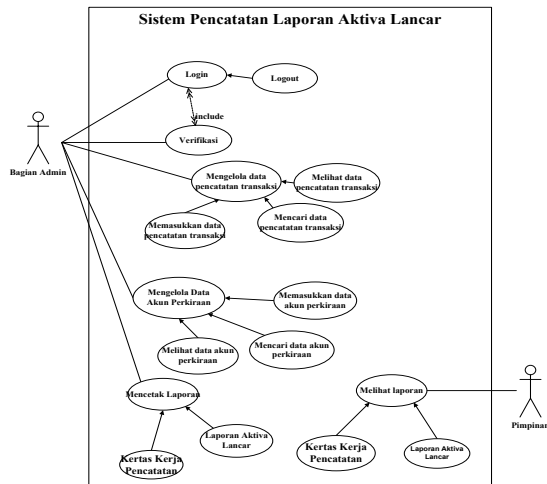 Sistem Pencatatan Laporan Aktiva Lancar
Login
Logout
include
Verifikasi
Bagian Admin
Mengelola data
pencatatan transaksi
Melihat data
pencatatan transaksi
Memasukkan data
pencatatan transaksi
Mencari data
pencatatan transaksi
Mengelola Data
Akun Perkiraan
Memasukkan data
akun perkiraan
Melihat data akun
perkiraan
Mencari data akun
perkiraan
Mencetak Laporan
Melihat laporan
Pimpinan
Kertas Kerja
Pencatatan
Laporan Aktiva
Lancar
Kertas Kerja
Pencatatan
Laporan Aktiva
Lancar